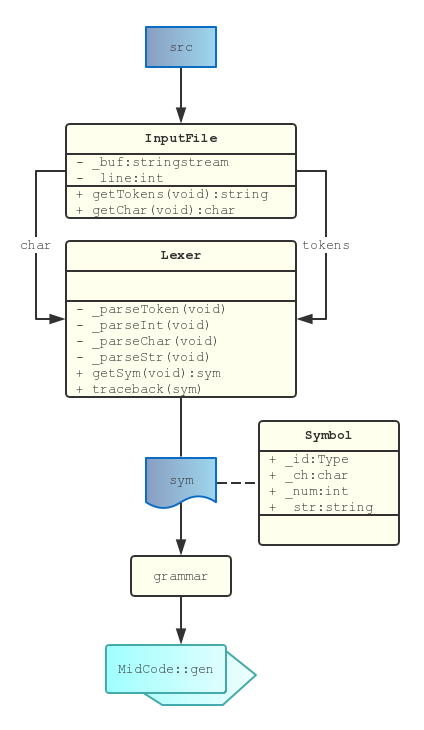 src
InputFile
- _buf:stringstream
- _line:int
+ getTokens(void):string
+ getChar(void):char
char
tokens
Lexer
- _parseToken(void)
- _parseInt(void)
- _parseChar(void)
- _parseStr(void)
+ getSym(void):sym
+ traceback(sym)
Symbol
+ _id:Type
+ _ch:char
+ _num:int
+ _str:string
sym
grammar
MidCode::gen